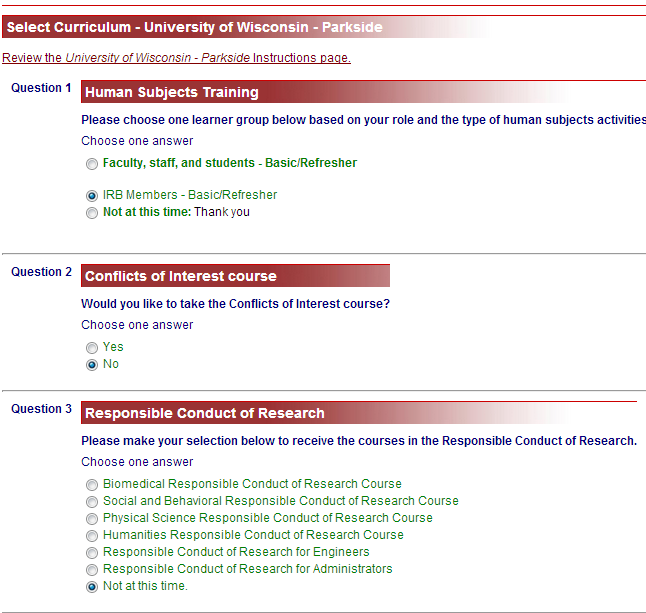 Select Curriculum - University of Wisconsin - Parkside
Review the University of Wisconsin - Parkside Instructions page.
Question 1
Human Subjects Training
Please choose one learner group below based on your role and the type of human subjects activities
Choose one answer
Faculty, staff, and students - Basic/Refresher
IRB Members - Basic/Refresher
Not at this time: Thank you
Question 2
Conflicts of Interest course
Would you like to take the Conflicts of Interest course?
Choose one answer
Yes
No
Question 3
Responsible Conduct of Research
Please make your selection below to receive the courses in the Responsible Conduct of Research.
Choose one answer
Biomedical Responsible Conduct of Research Course
Social and Behavioral Responsible Conduct of Research Course
Physical Science Responsible Conduct of Research Course
Humanities Responsible Conduct of Research Course
Responsible Conduct of Research for Engineers
Responsible Conduct of Research for Administrators
Not at this time.